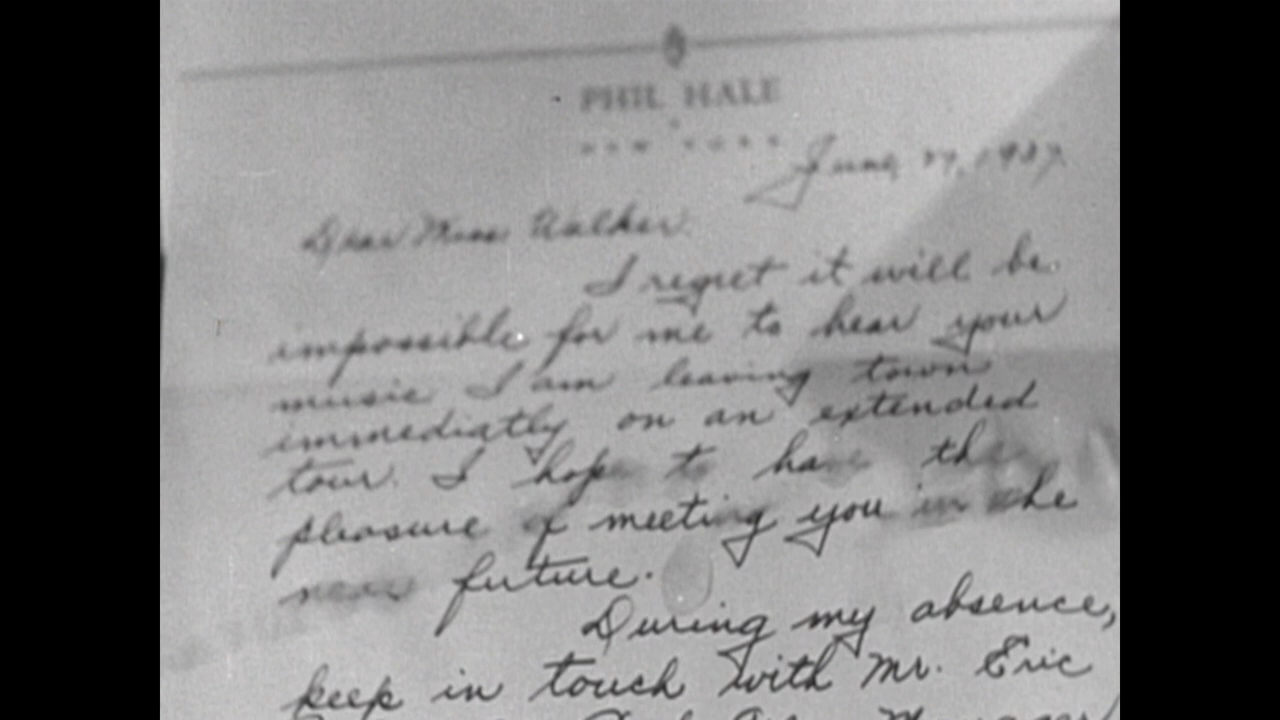 PHIL HALE
NEW YORK
June, 27, 1937.
Dear Miss Walker.
I regret it will be
impossible for me to hear your
music I am leaving town
immediatly on an extended
tour. I hope to have the
pleasure of meeting you in the
near future.
During my absence,
keep in touch with Mr. Eric